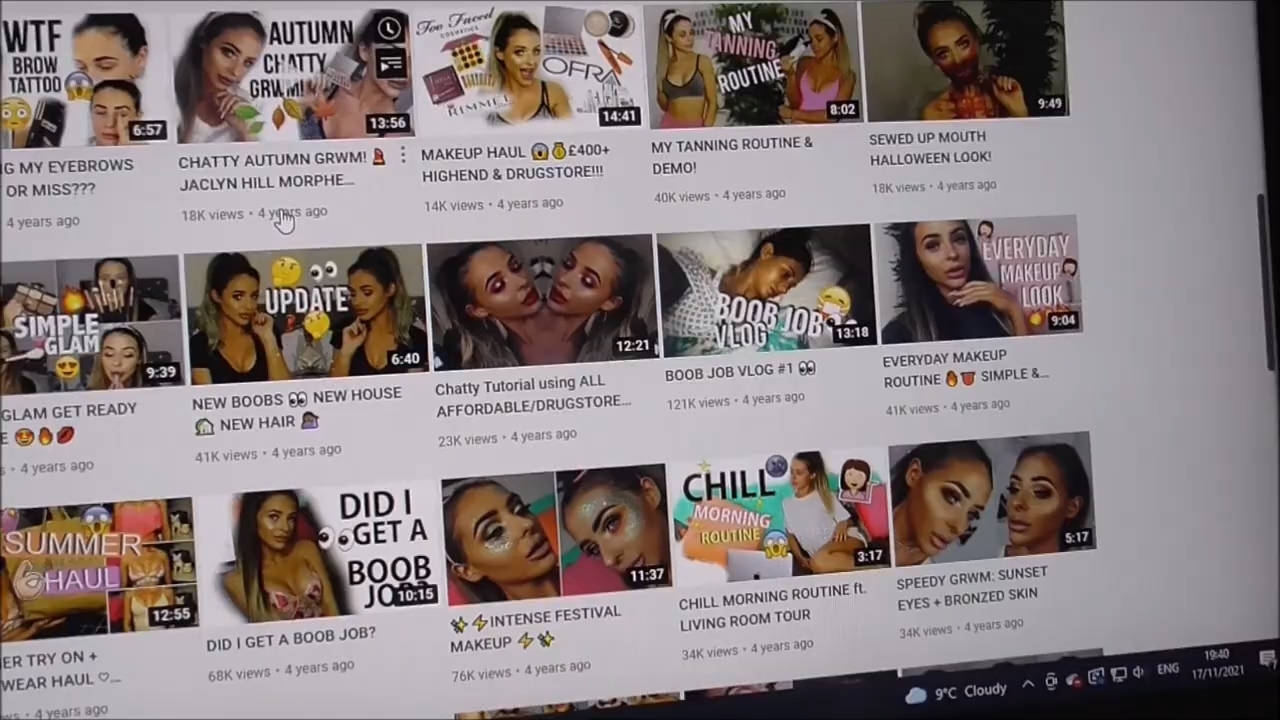 WTF
BROW
TATTOO
6:57
AUTUMN
CHATTY
GRWM!
13:56
Too Faced
COSMETICS
OFRA
RIMMEL
14:41
MY
TANNING
ROUTINE
8:02
9:49
G MY EYEBROWS
OR MISS???
4 years ago
CHATTY AUTUMN GRWM! 💄
JACLYN HILL MORPHE...
18K views • 4 years ago
MAKEUP HAUL 😱💰£400+
HIGHEND & DRUGSTORE!!!
14K views • 4 years ago
MY TANNING ROUTINE &
DEMO!
40K views • 4 years ago
SEWED UP MOUTH
HALLOWEEN LOOK!
18K views • 4 years ago
SIMPLE
GLAM
9:39
UPDATE
6:40
12:21
BOOB JOB
VLOG
13:18
EVERYDAY
MAKEUP
LOOK
9:04
GLAM GET READY
E 😍🔥💋
s • 4 years ago
NEW BOOBS 👀 NEW HOUSE
🏠 NEW HAIR 💇🏾‍♀️
41K views • 4 years ago
Chatty Tutorial using ALL
AFFORDABLE/DRUGSTORE...
23K views • 4 years ago
BOOB JOB VLOG #1 👀
121K views • 4 years ago
EVERYDAY MAKEUP
ROUTINE 🔥👅 SIMPLE &...
41K views • 4 years ago
SUMMER
HAUL
12:55
DID I
GET A
BOOB
JO
10:15
11:37
CHILL
MORNING
ROUTINE
3:17
5:17
ER TRY ON +
WEAR HAUL ♡...
4 years ago
DID I GET A BOOB JOB?
68K views • 4 years ago
✨⚡INTENSE FESTIVAL
MAKEUP ⚡✨
76K views • 4 years ago
CHILL MORNING ROUTINE ft.
LIVING ROOM TOUR
34K views • 4 years ago
SPEEDY GRWM: SUNSET
EYES + BRONZED SKIN
34K views • 4 years ago
9°C Cloudy
ENG
19:40
17/11/2021